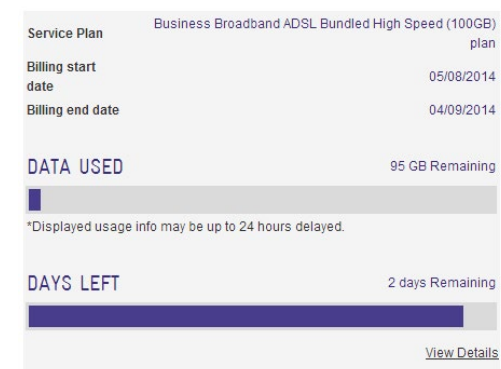 Service Plan Business Broadband ADSL Bundled High Speed (100GB)
plan
Billing start
date 05/08/2014
Billing end date 04/09/2014
DATA USED 95 GB Remaining
*Displayed usage info may be up to 24 hours delayed.
DAYS LEFT 2 days Remaining
View Details